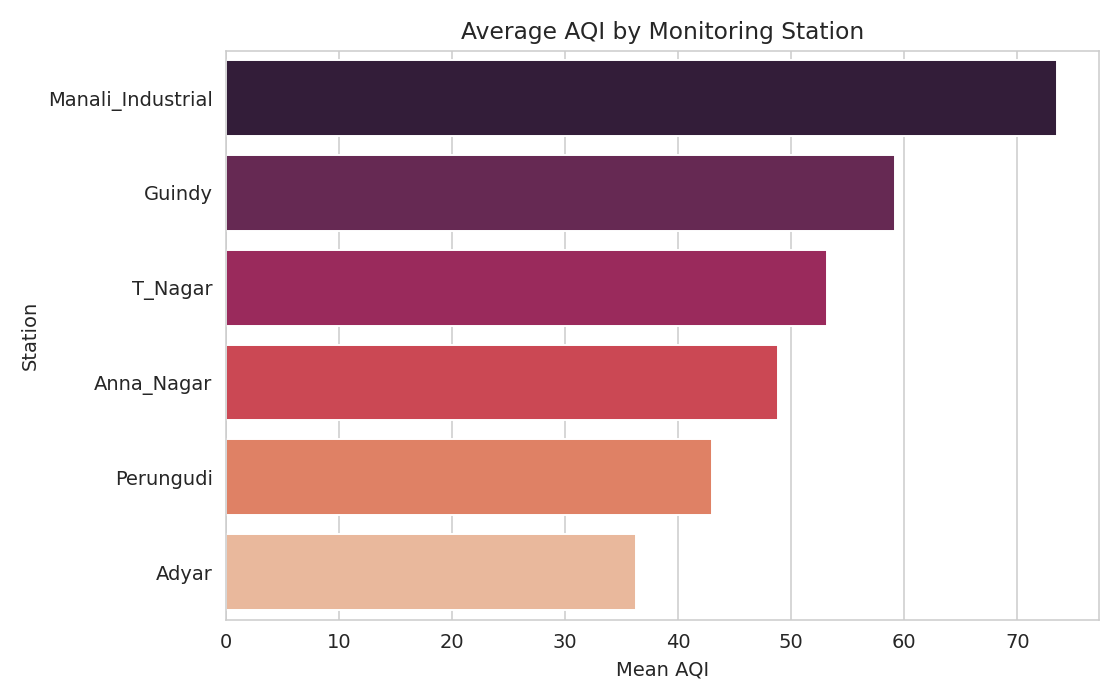 Average AQI by Monitoring Station
Manali_Industrial
Guindy
T_Nagar
Anna_Nagar
Perungudi
Adyar
Station
0 10 20 30 40 50 60 70
Mean AQI